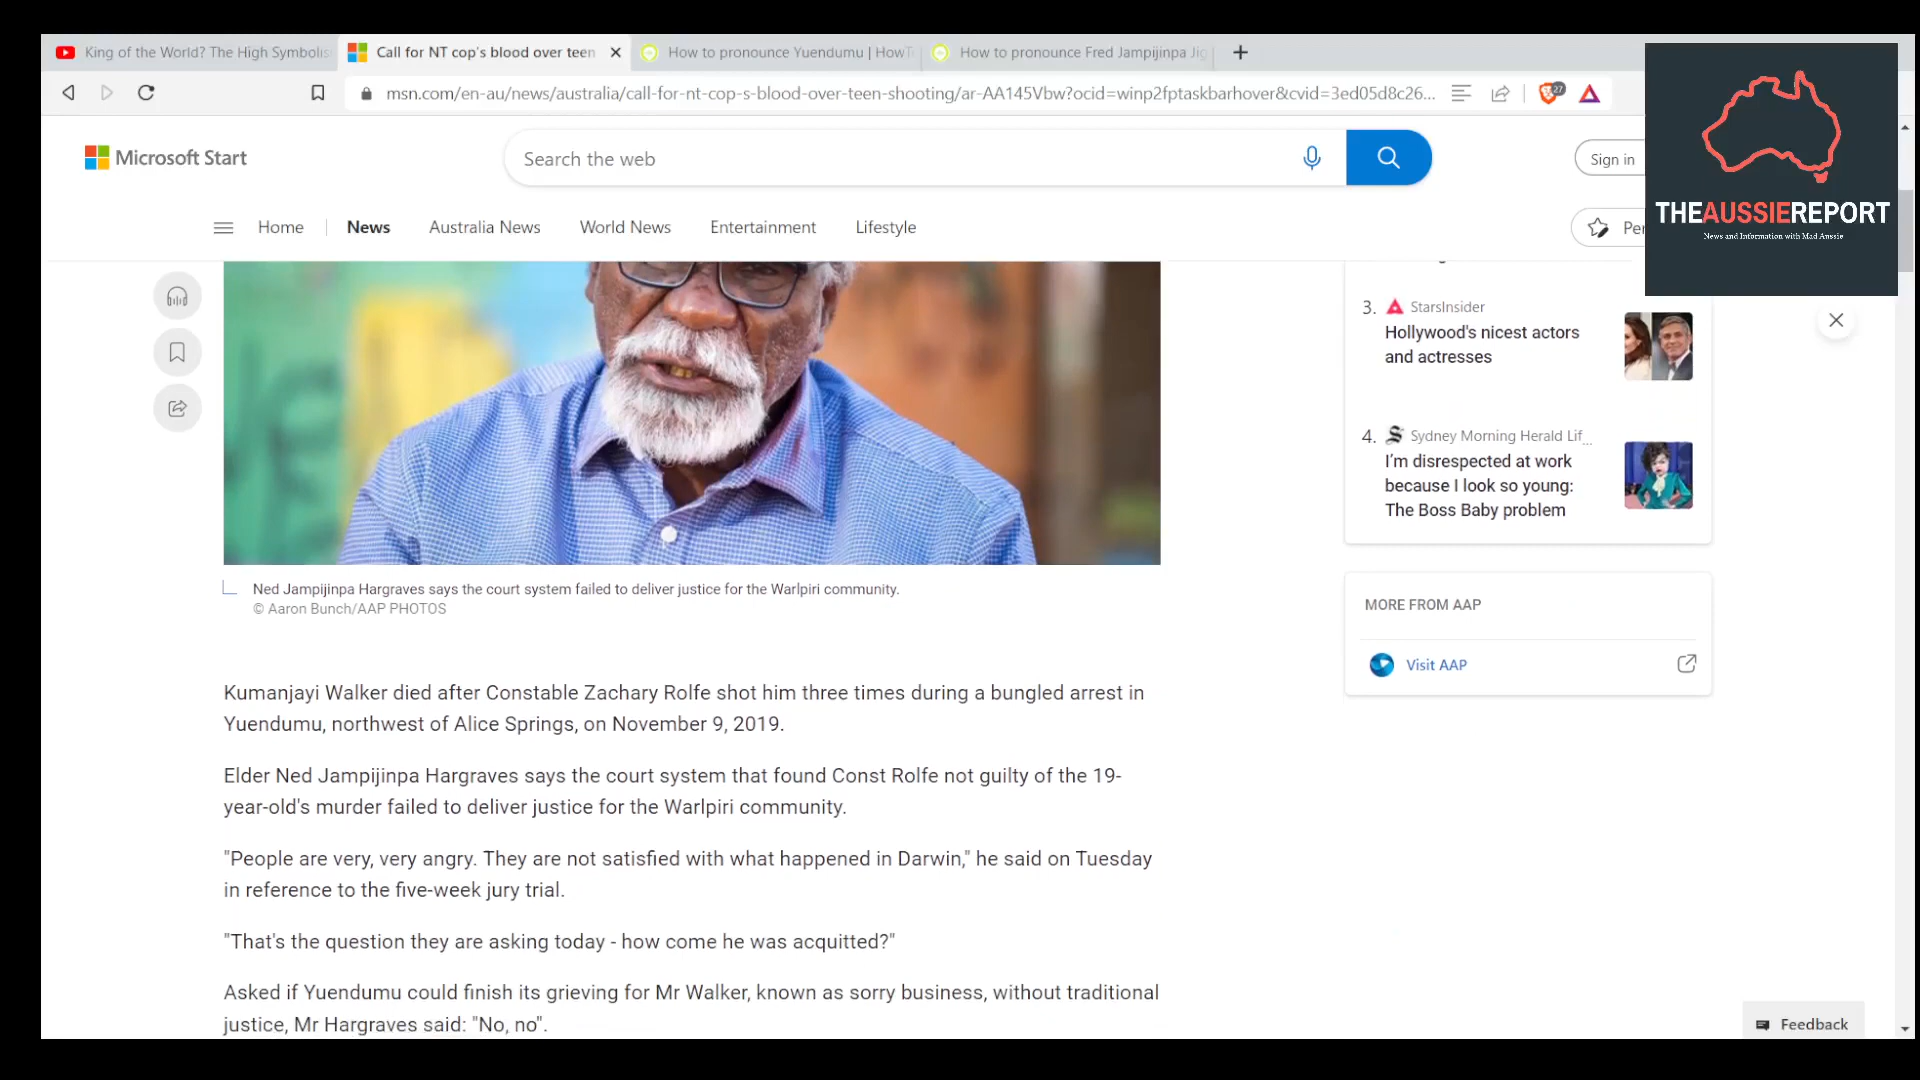 King of the World? The High Symbolis
Call for NT cop's blood over teen
How to pronounce Yuendumu | HowT
How to pronounce Fred Jampijinpa Jig
msn.com/en-au/news/australia/call-for-nt-cop-s-blood-over-teen-shooting/ar-AA145Vbw?ocid=winp2fptaskbarhover&cvid=3ed05d8c26...
27
Microsoft Start
Search the web
Sign in
Home
News
Australia News
World News
Entertainment
Lifestyle
Per
THEAUSSIEREPORT
News and Information with Mad Aussie
3. StarsInsider
Hollywood's nicest actors
and actresses
4. Sydney Morning Herald Lif...
I'm disrespected at work
because I look so young:
The Boss Baby problem
Ned Jampijinpa Hargraves says the court system failed to deliver justice for the Warlpiri community.
© Aaron Bunch/AAP PHOTOS
MORE FROM AAP
Visit AAP
Kumanjayi Walker died after Constable Zachary Rolfe shot him three times during a bungled arrest in
Yuendumu, northwest of Alice Springs, on November 9, 2019.
Elder Ned Jampijinpa Hargraves says the court system that found Const Rolfe not guilty of the 19-
year-old's murder failed to deliver justice for the Warlpiri community.
"People are very, very angry. They are not satisfied with what happened in Darwin," he said on Tuesday
in reference to the five-week jury trial.
"That's the question they are asking today - how come he was acquitted?"
Asked if Yuendumu could finish its grieving for Mr Walker, known as sorry business, without traditional
justice, Mr Hargraves said: "No, no".
Feedback